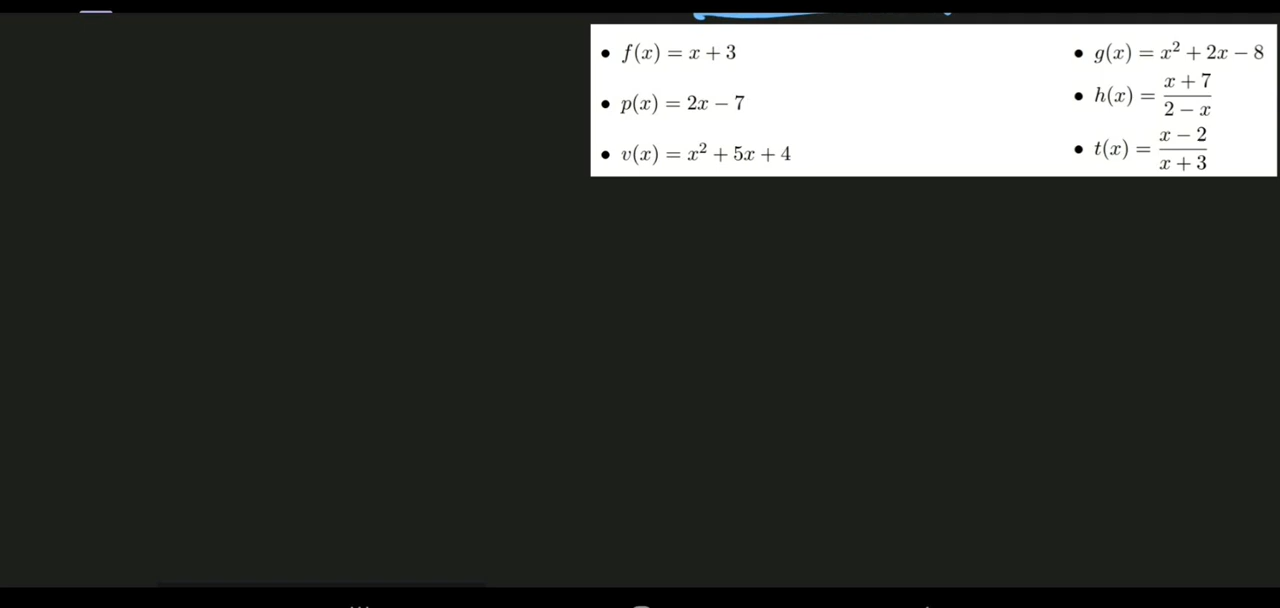 • f(x) = x + 3
• p(x) = 2x − 7
• v(x) = x² + 5x + 4
• g(x) = x² + 2x − 8
• h(x) = (x + 7)/(2 − x)
• t(x) = (x − 2)/(x + 3)